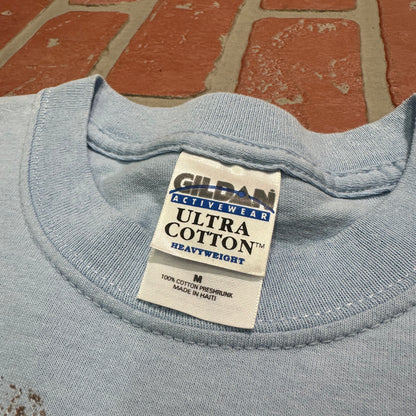 GILDAN
ACTIVEWEAR
ULTRA
COTTON™
HEAVYWEIGHT
M
100% COTTON PRESHRUNK
MADE IN HAITI